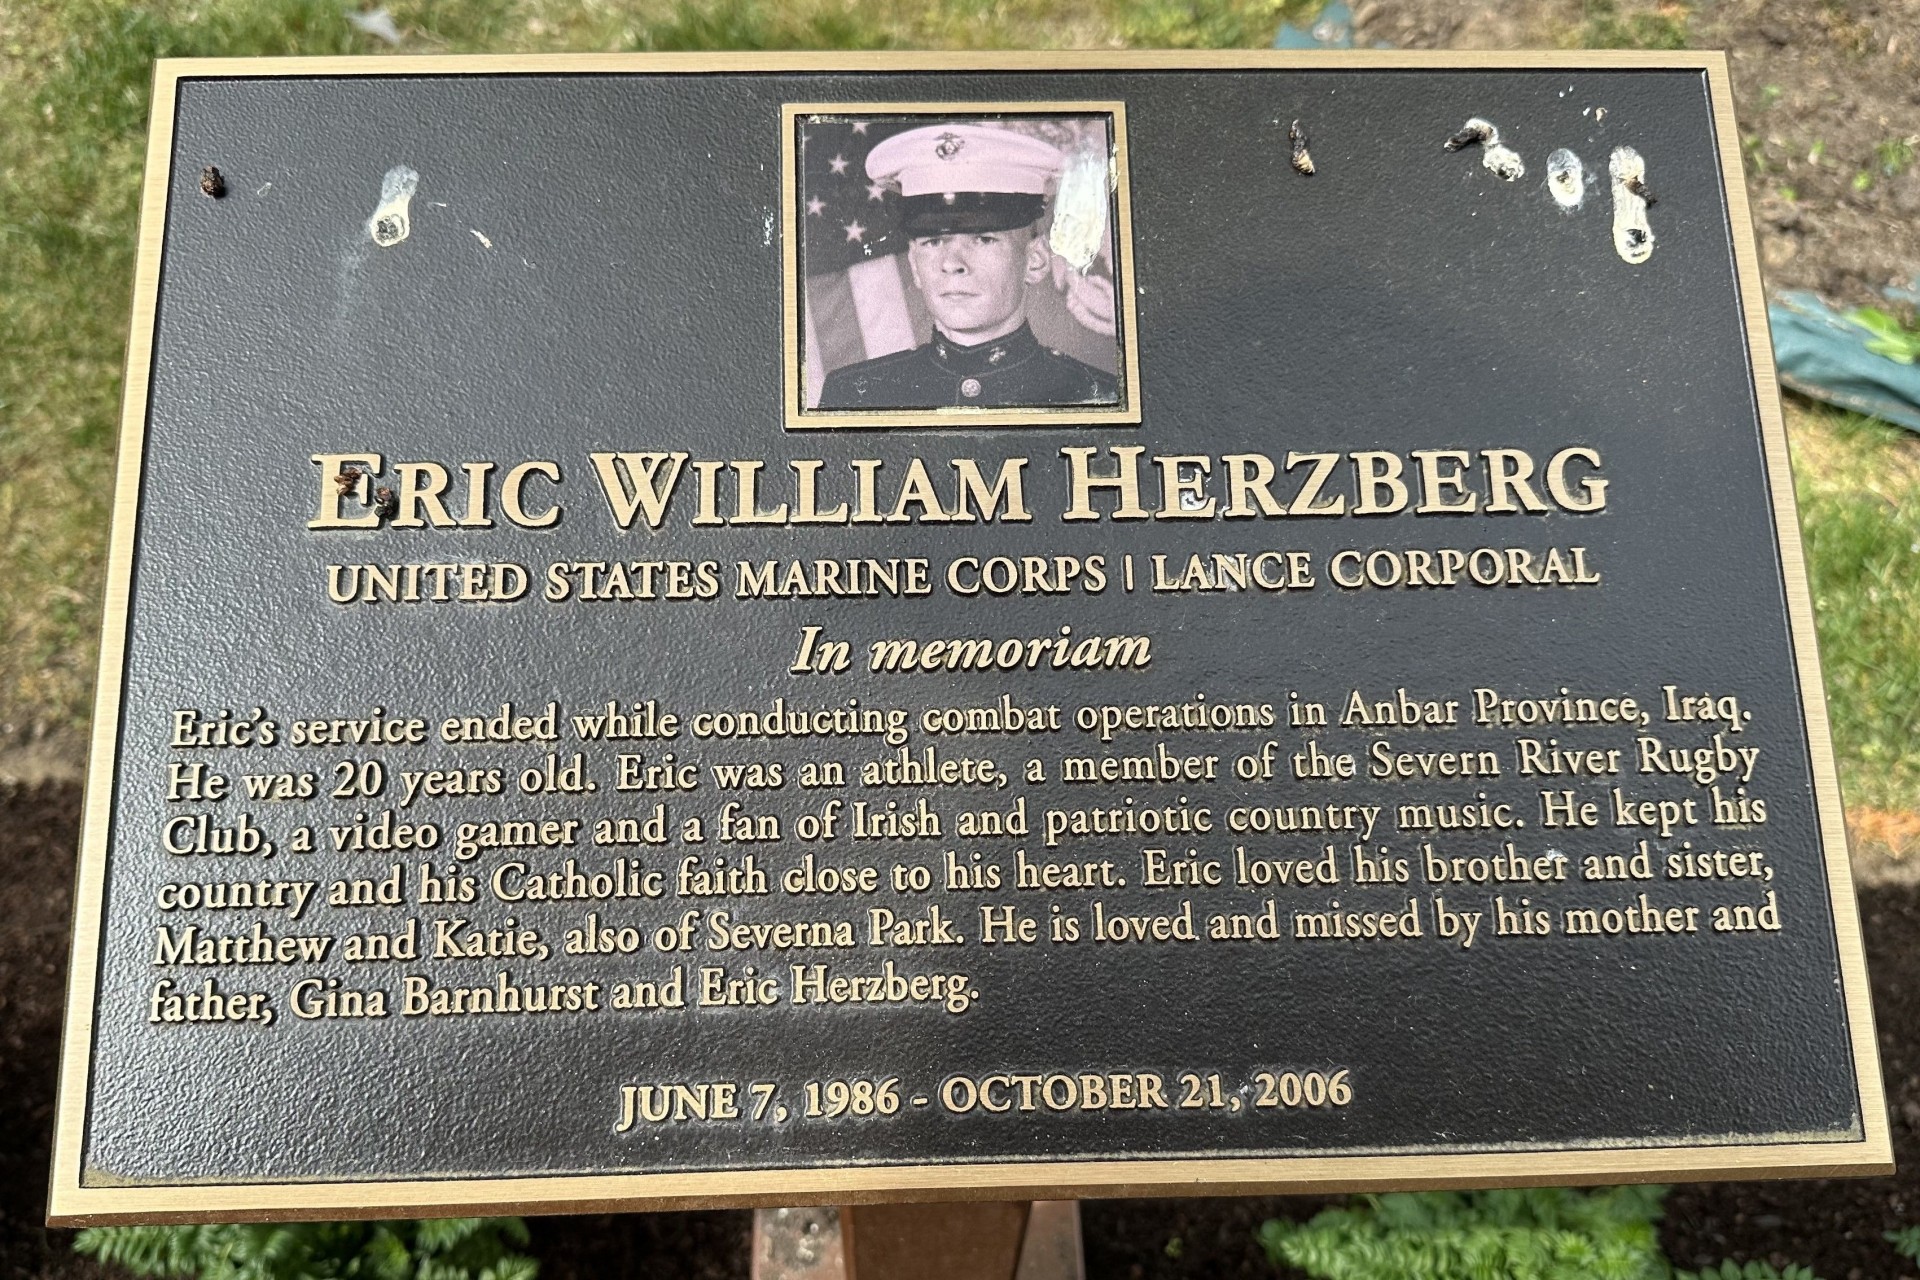 ERIC WILLIAM HERZBERG
UNITED STATES MARINE CORPS | LANCE CORPORAL
In memoriam
Eric's service ended while conducting combat operations in Anbar Province, Iraq.
He was 20 years old. Eric was an athlete, a member of the Severn River Rugby
Club, a video gamer and a fan of Irish and patriotic country music. He kept his
country and his Catholic faith close to his heart. Eric loved his brother and sister,
Matthew and Katie, also of Severna Park. He is loved and missed by his mother and
father, Gina Barnhurst and Eric Herzberg.
JUNE 7, 1986 - OCTOBER 21, 2006